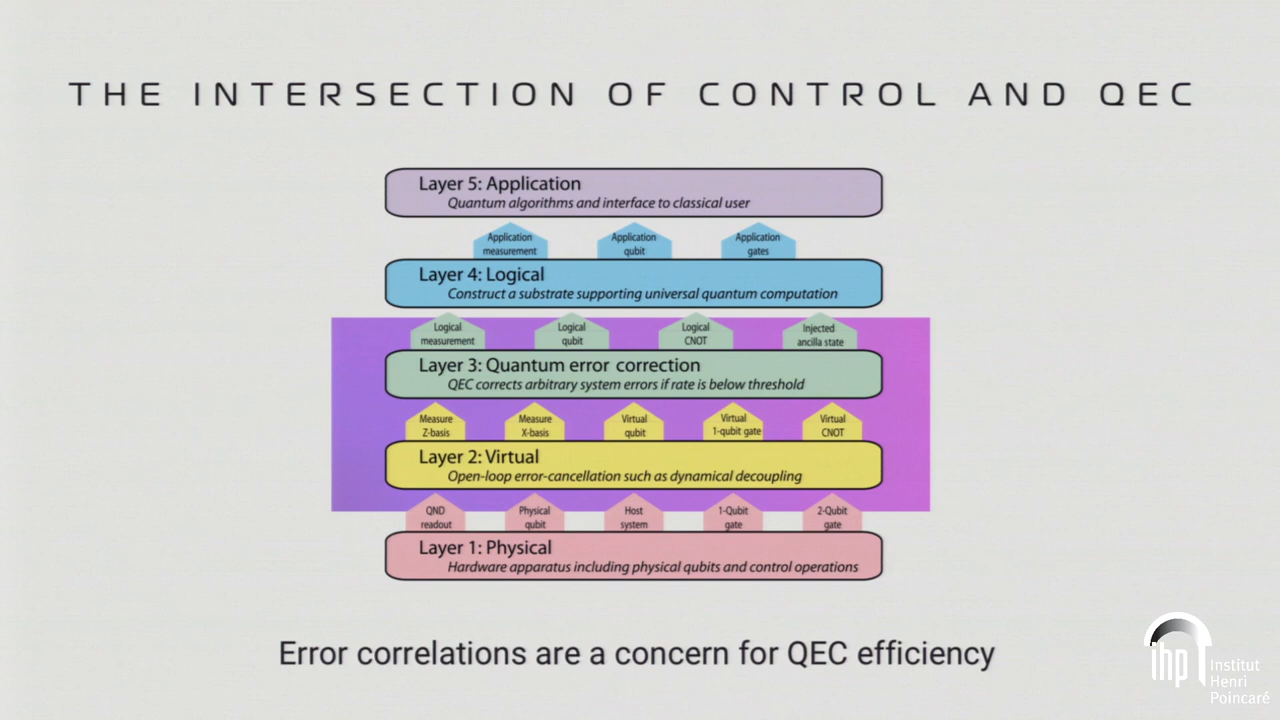 THE INTERSECTION OF CONTROL AND QEC
Layer 5: Application
Quantum algorithms and interface to classical user
Application measurement
Application qubit
Application gates
Layer 4: Logical
Construct a substrate supporting universal quantum computation
Logical measurement
Logical qubit
Logical CNOT
Injected ancilla state
Layer 3: Quantum error correction
QEC corrects arbitrary system errors if rate is below threshold
Measure Z-basis
Measure X-basis
Virtual qubit
Virtual 1-qubit gate
Virtual CNOT
Layer 2: Virtual
Open-loop error-cancellation such as dynamical decoupling
QND readout
Physical qubit
Host system
1-Qubit gate
2-Qubit gate
Layer 1: Physical
Hardware apparatus including physical qubits and control operations
Error correlations are a concern for QEC efficiency
ihp
Institut
Henri
Poincaré